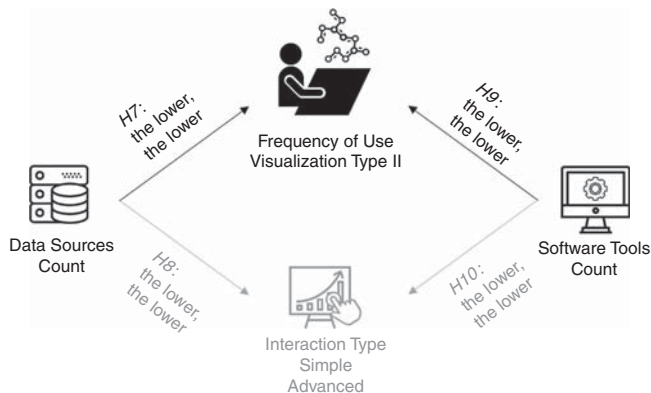 H7:
the lower,
the lower
H9:
the lower,
the lower
Frequency of Use
Visualization Type II
Data Sources
Count
Software Tools
Count
H8:
the lower,
the lower
H10:
the lower,
the lower
Interaction Type
Simple
Advanced